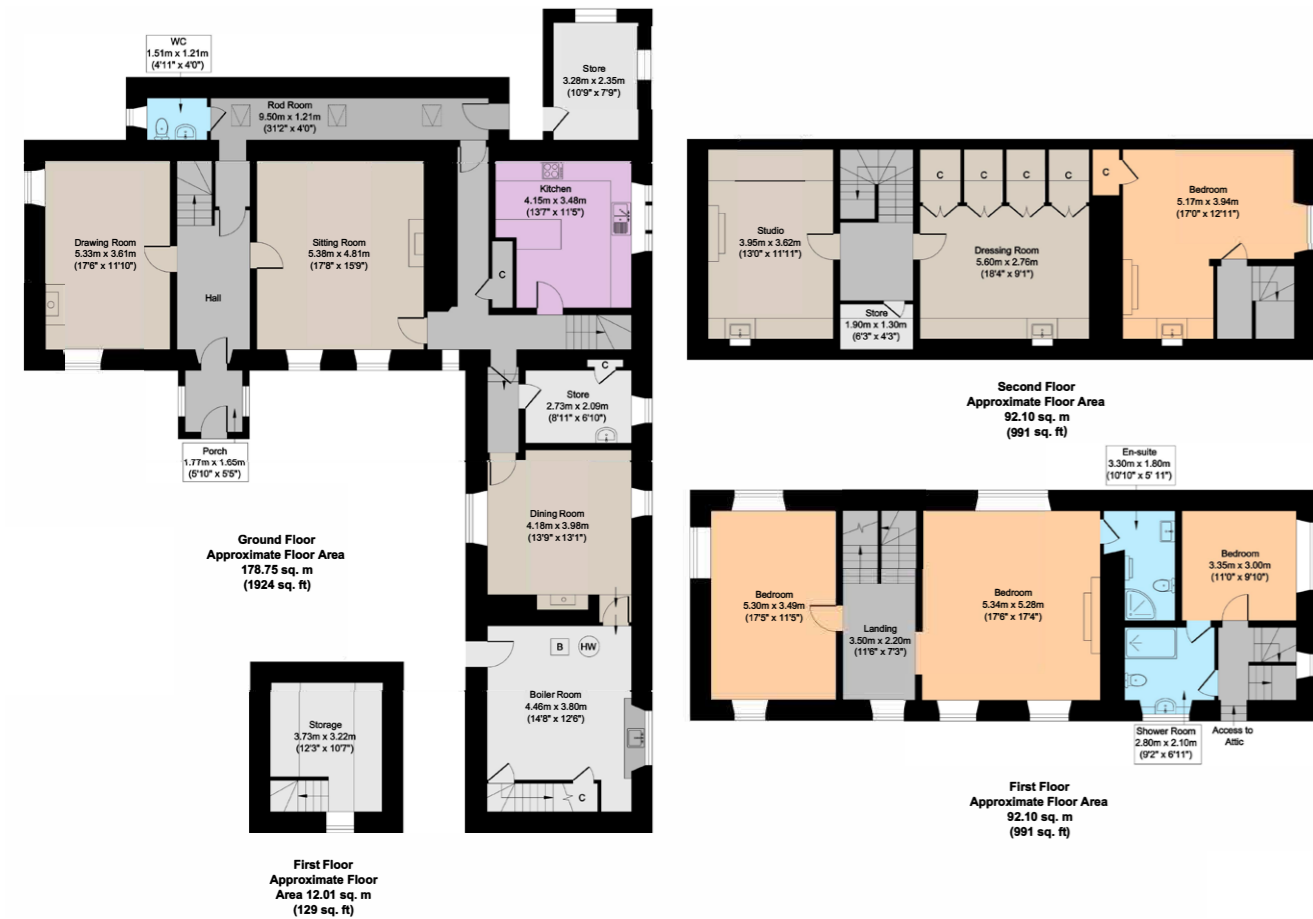 WC
1.51m x 1.21m
(4'11" x 4'0")
Store
3.28m x 2.35m
(10'9" x 7'9")
Rod Room
9.50m x 1.21m
(31'2" x 4'0")
Kitchen
4.15m x 3.48m
(13'7" x 11'5")
Drawing Room
5.33m x 3.61m
(17'6" x 11'10")
Sitting Room
5.38m x 4.81m
(17'8" x 15'9")
C
Hall
C
Store
2.73m x 2.09m
(8'11" x 6'10")
Porch
1.77m x 1.65m
(5'10" x 5'5")
Dining Room
4.18m x 3.98m
(13'9" x 13'1")
Ground Floor
Approximate Floor Area
178.75 sq. m
(1924 sq. ft)
B
HW
Boiler Room
4.46m x 3.80m
(14'8" x 12'6")
C
Storage
3.73m x 3.22m
(12'3" x 10'7")
First Floor
Approximate Floor
Area 12.01 sq. m
(129 sq. ft)
C
C
C
C
C
Bedroom
5.17m x 3.94m
(17'0" x 12'11")
Studio
3.95m x 3.62m
(13'0" x 11'11")
Dressing Room
5.60m x 2.76m
(18'4" x 9'1")
Store
1.90m x 1.30m
(6'3" x 4'3")
Second Floor
Approximate Floor Area
92.10 sq. m
(991 sq. ft)
En-suite
3.30m x 1.80m
(10'10" x 5' 11")
Bedroom
3.35m x 3.00m
(11'0" x 9'10")
Bedroom
5.30m x 3.49m
(17'5" x 11'5")
Landing
3.50m x 2.20m
(11'6" x 7'3")
Bedroom
5.34m x 5.28m
(17'6" x 17'4")
Shower Room
2.80m x 2.10m
(9'2" x 6'11")
Access to
Attic
First Floor
Approximate Floor Area
92.10 sq. m
(991 sq. ft)